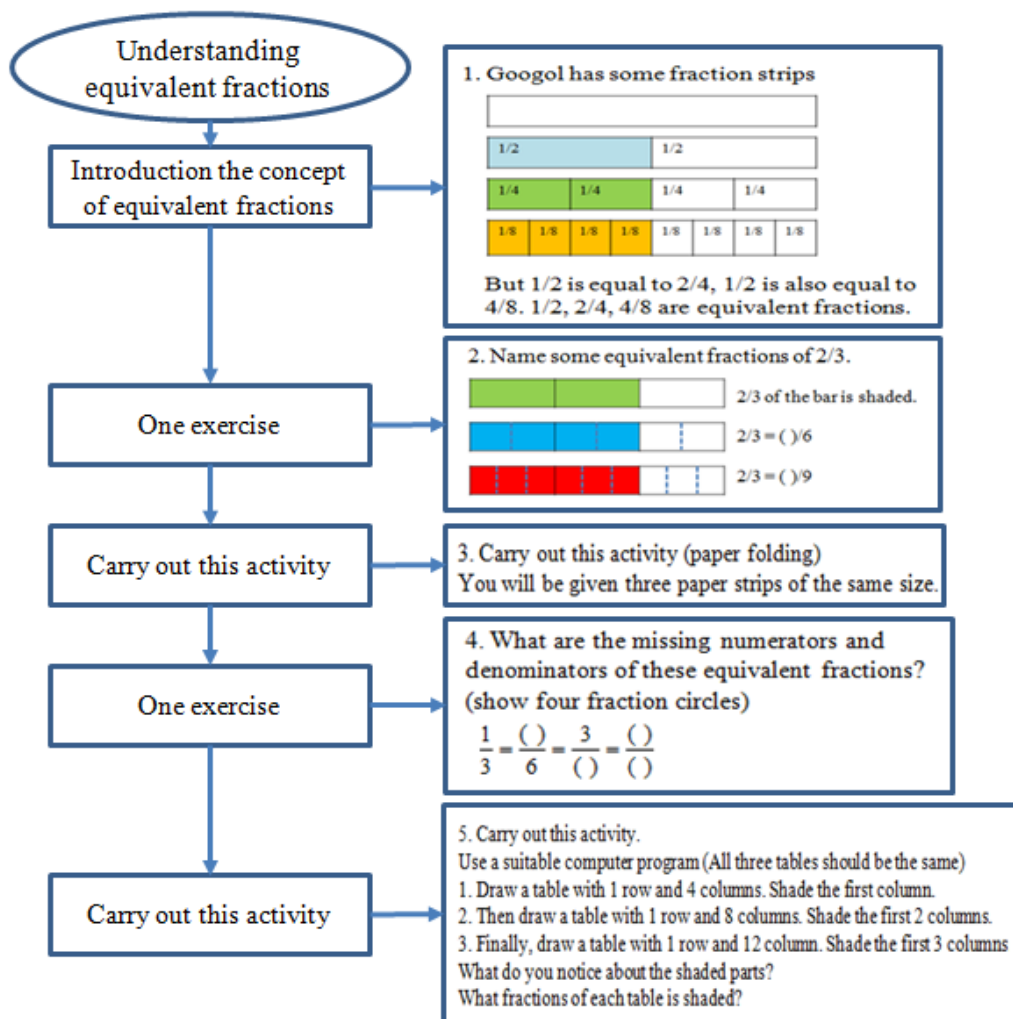 Understanding
equivalent fractions
Introduction the concept
of equivalent fractions
1. Googol has some fraction strips
1/2 1/2
1/4 1/4 1/4 1/4
1/8 1/8 1/8 1/8 1/8 1/8 1/8 1/8
But 1/2 is equal to 2/4, 1/2 is also equal to
4/8. 1/2, 2/4, 4/8 are equivalent fractions.
One exercise
2. Name some equivalent fractions of 2/3.
2/3 of the bar is shaded.
2/3 = ( )/6
2/3 = ( )/9
Carry out this activity
3. Carry out this activity (paper folding)
You will be given three paper strips of the same size.
One exercise
4. What are the missing numerators and
denominators of these equivalent fractions?
(show four fraction circles)
1/3 = ( )/6 = 3/( ) = ( )/( )
Carry out this activity
5. Carry out this activity.
Use a suitable computer program (All three tables should be the same)
1. Draw a table with 1 row and 4 columns. Shade the first column.
2. Then draw a table with 1 row and 8 columns. Shade the first 2 columns.
3. Finally, draw a table with 1 row and 12 column. Shade the first 3 columns
What do you notice about the shaded parts?
What fractions of each table is shaded?